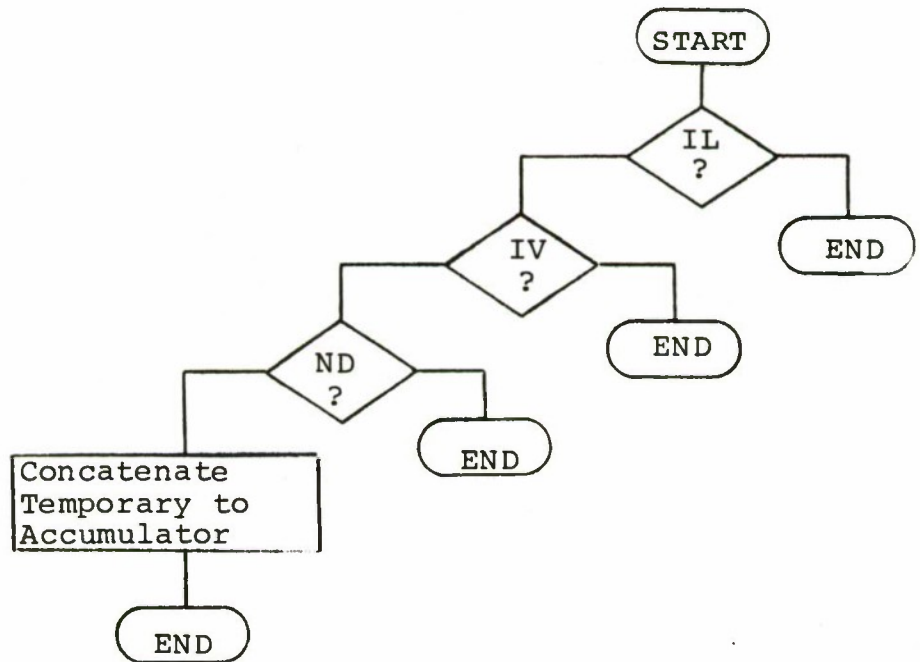 START
IL
?
END
IV
?
END
ND
?
END
Concatenate
Temporary to
Accumulator
END